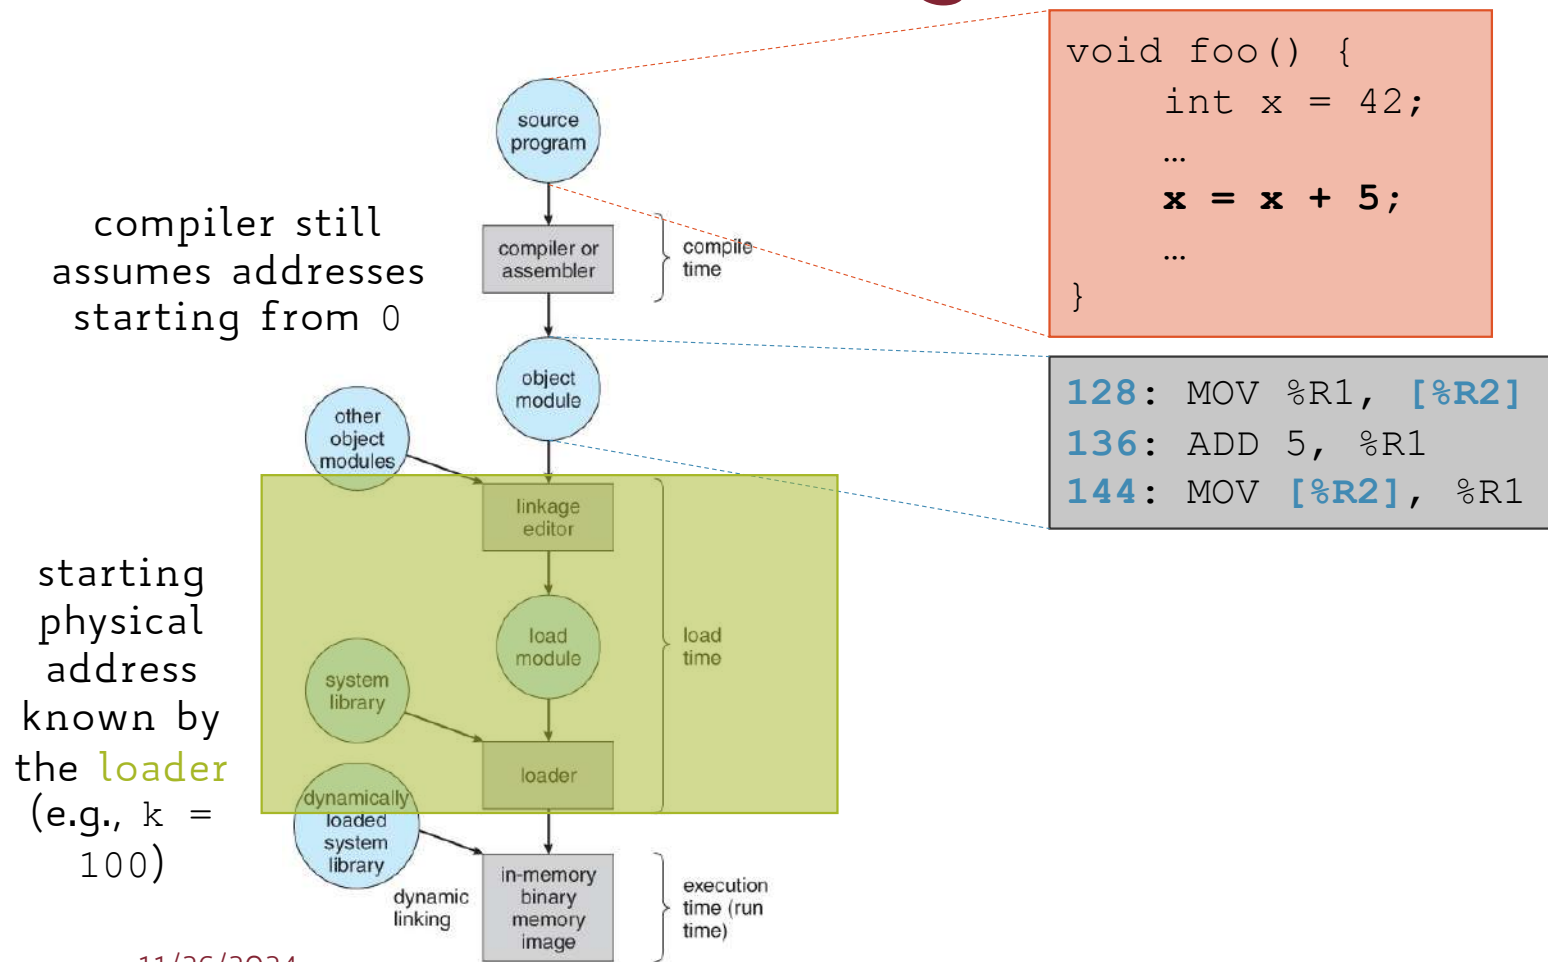 void foo() {
int x = 42;
…
x = x + 5;
…
}
source
program
compiler still
assumes addresses
starting from 0
compiler or
assembler
compile
time
object
module
128: MOV %R1, [%R2]
136: ADD 5, %R1
144: MOV [%R2], %R1
other
object
modules
linkage
editor
starting
physical
address
known by
the loader
(e.g., k =
100)
load
module
load
time
system
library
loader
dynamically
loaded
system
library
dynamic
linking
in-memory
binary
memory
image
execution
time (run
time)